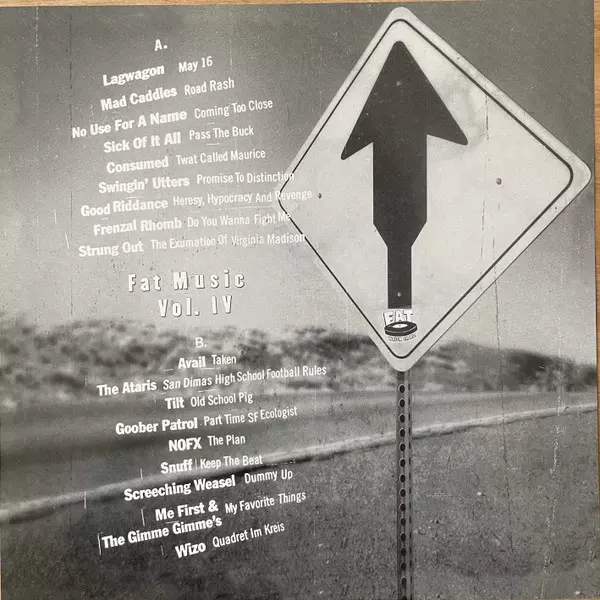 A.
Lagwagon May 16
Mad Caddies Road Rash
No Use For A Name Coming Too Close
Sick Of It All Pass The Buck
Consumed Twat Called Maurice
Swingin' Utters Promise To Distinction
Good Riddance Heresy, Hypocracy And Revenge
Frenzal Rhomb Do You Wanna Fight Me
Strung Out The Exumation Of Virginia Madison
Fat Music
Vol. IV
B.
Avail Taken
The Ataris San Dimas High School Football Rules
Tilt Old School Pig
Goober Patrol Part Time SF Ecologist
NOFX The Plan
Snuff Keep The Beat
Screeching Weasel Dummy Up
Me First &
The Gimme Gimme's My Favorite Things
Wizo Quadret Im Kreis
FAT